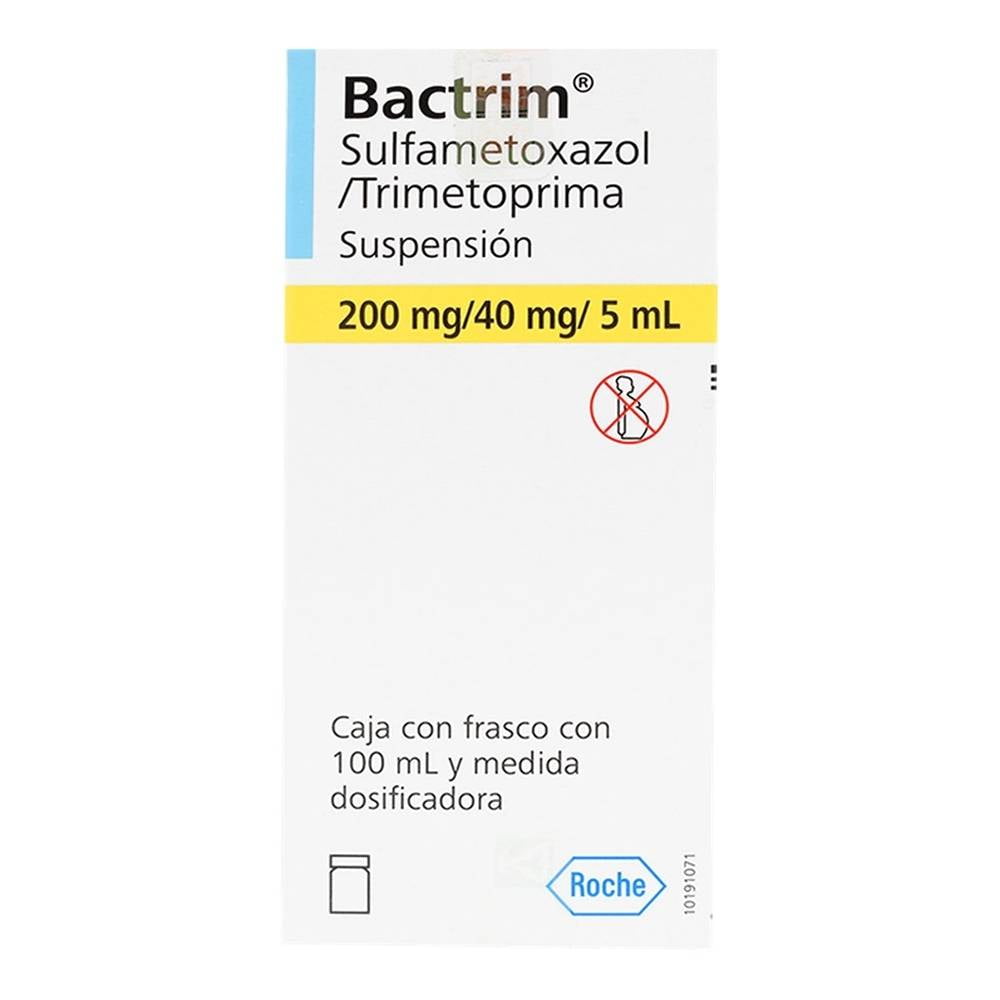 Bactrim®
Sulfametoxazol
/Trimetoprima
Suspensión
200 mg/40 mg/ 5 mL
Caja con frasco con
100 mL y medida
dosificadora
Roche
10191071